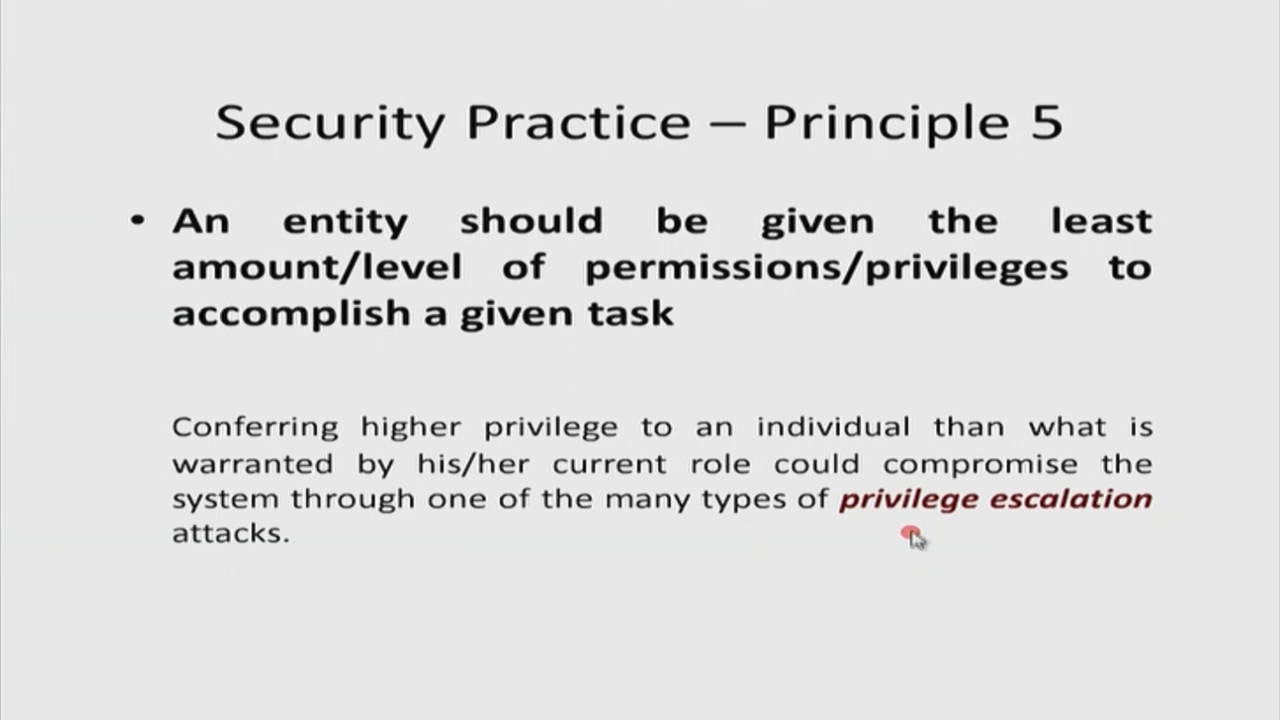 Security Practice – Principle 5
• An entity should be given the least
amount/level of permissions/privileges to
accomplish a given task
Conferring higher privilege to an individual than what is
warranted by his/her current role could compromise the
system through one of the many types of privilege escalation
attacks.